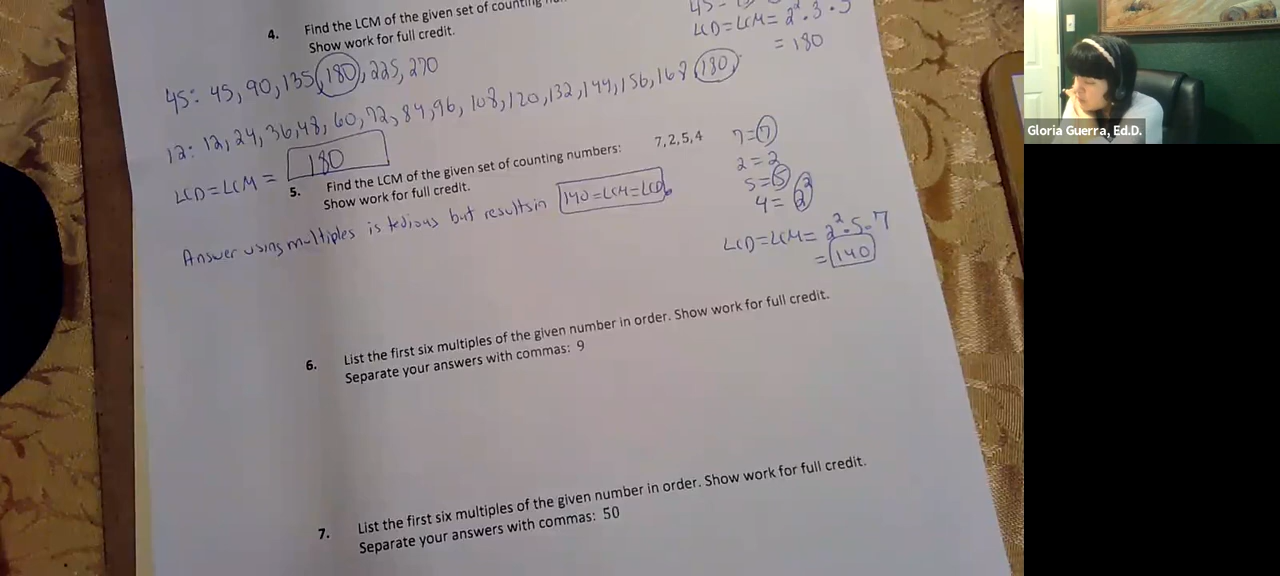 4. Find the LCM of the given set of counting
Show work for full credit.
LCD=LCM= 2². 3 . 5
= 180
45: 45, 90, 135, 180, 225, 270
12: 12, 24, 36, 48, 60, 72, 84, 96, 108, 120, 132, 144, 156, 168 180,
LCD=LCM = 180
5. Find the LCM of the given set of counting numbers: 7, 2, 5, 4
Show work for full credit.
Answer using multiples is tedious but results in 140=LCM=LCD.
7=7
2=2
5=5
4=2²
LCD=LCM= 2².5.7
= 140
6. List the first six multiples of the given number in order. Show work for full credit.
Separate your answers with commas: 9
7. List the first six multiples of the given number in order. Show work for full credit.
Separate your answers with commas: 50
Gloria Guerra, Ed.D.